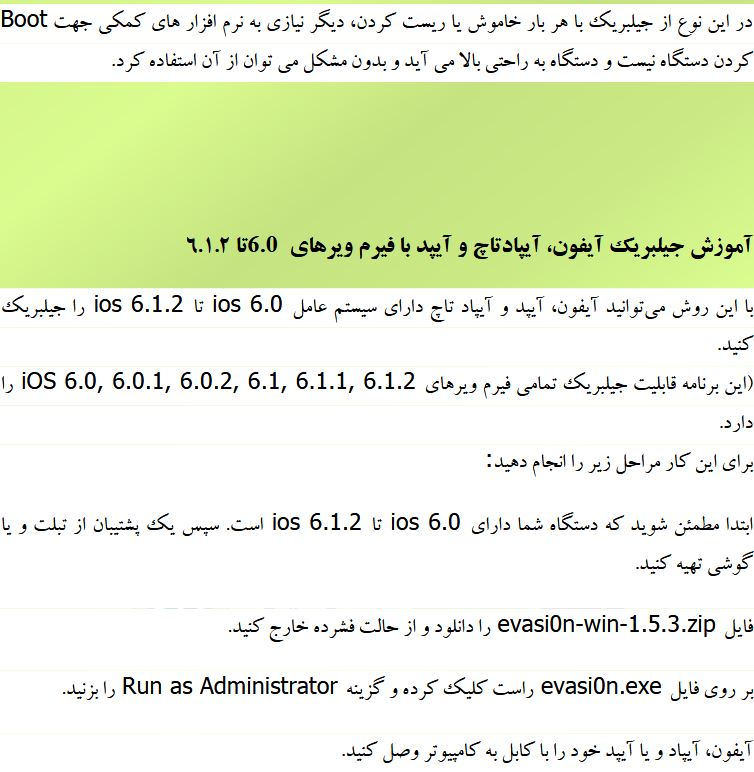 در این نوع از جیلبریک با هر بار خاموش یا ریست کردن، دیگر نیازی به نرم افزار های کمکی جهت Boot
کردن دستگاه نیست و دستگاه به راحتی بالا می آید و بدون مشکل می توان از آن استفاده کرد.
آموزش جیلبریک آیفون، آیپادتاچ و آیپد با فیرم ویرهای 6.0تا ٦.١.٢
با این روش می‌توانید آیفون، آیپد و آیپاد تاچ دارای سیستم عامل ios 6.0 تا ios 6.1.2 را جیلبریک
کنید.
(این برنامه قابلیت جیلبریک تمامی فیرم ویرهای iOS 6.0, 6.0.1, 6.0.2, 6.1, 6.1.1, 6.1.2 را
دارد.
برای این کار مراحل زیر را انجام دهید:
ابتدا مطمئن شوید که دستگاه شما دارای ios 6.0 تا ios 6.1.2 است. سپس یک پشتیبان از تبلت و یا
گوشی تهیه کنید.
فایل evasi0n-win-1.5.3.zip را دانلود و از حالت فشرده خارج کنید.
بر روی فایل evasi0n.exe راست کلیک کرده و گزینه Run as Administrator را بزنید.
آیفون، آیپاد و یا آیپد خود را با کابل به کامپیوتر وصل کنید.